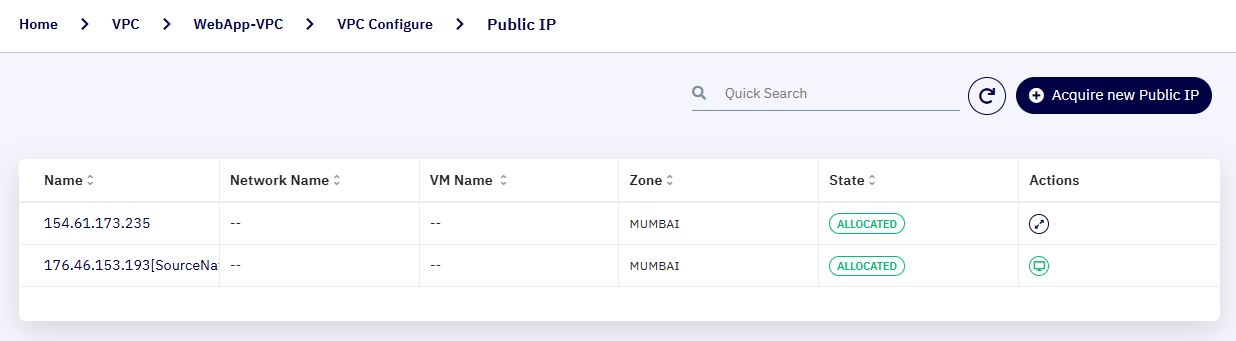 Home > VPC > WebApp-VPC > VPC Configure > Public IP
Quick Search
Acquire new Public IP
Name Network Name VM Name Zone State Actions
154.61.173.235 -- -- MUMBAI ALLOCATED
176.46.153.193[SourceNa -- -- MUMBAI ALLOCATED